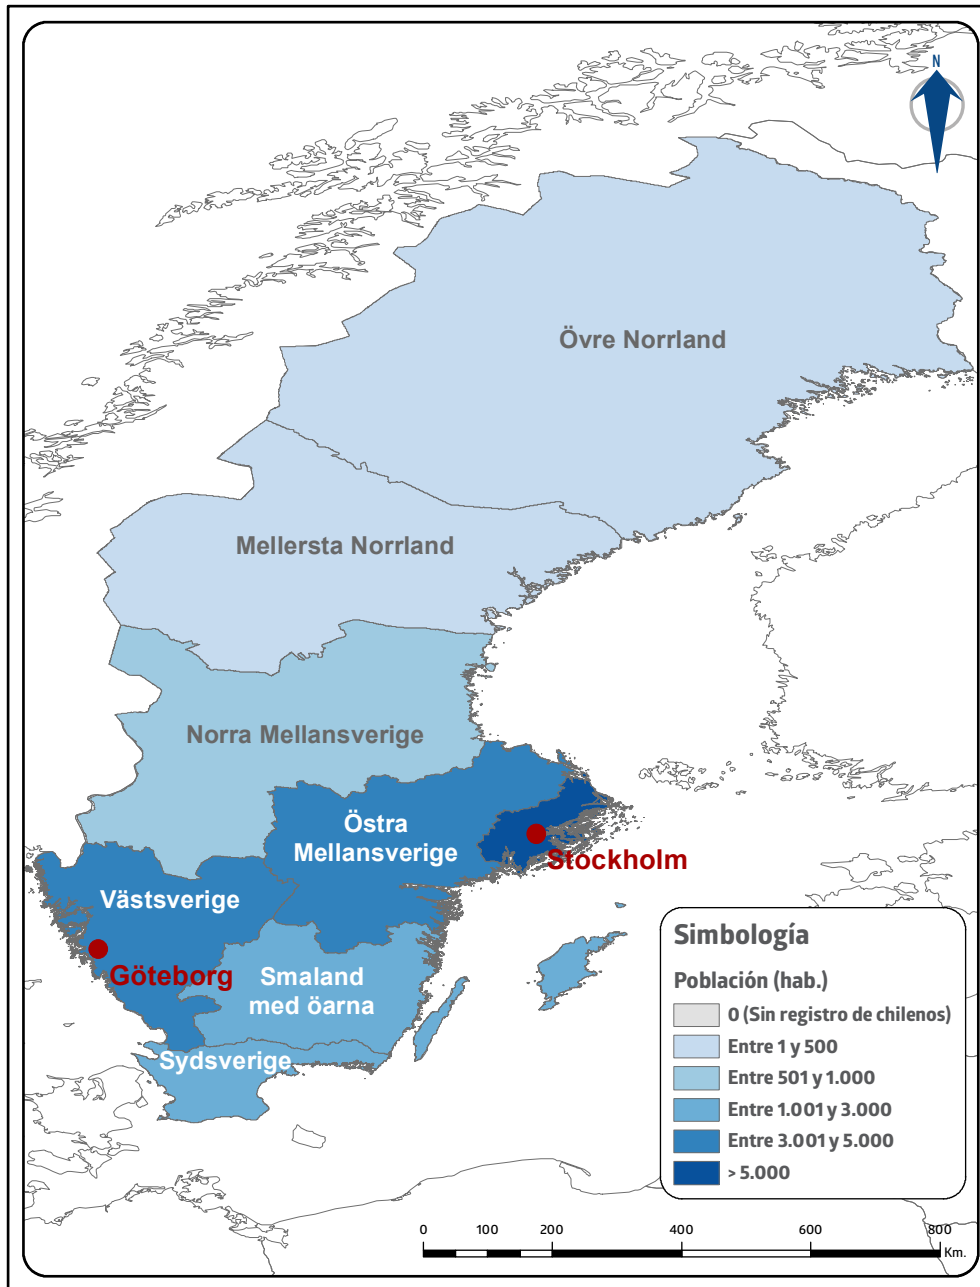 N
Övre Norrland
Mellersta Norrland
Norra Mellansverige
Östra
Mellansverige
Stockholm
Västsverige
Göteborg
Smaland
med öarna
Sydsverige
Simbología
Población (hab.)
0 (Sin registro de chilenos)
Entre 1 y 500
Entre 501 y 1.000
Entre 1.001 y 3.000
Entre 3.001 y 5.000
> 5.000
0 100 200 400 600 800
Km.